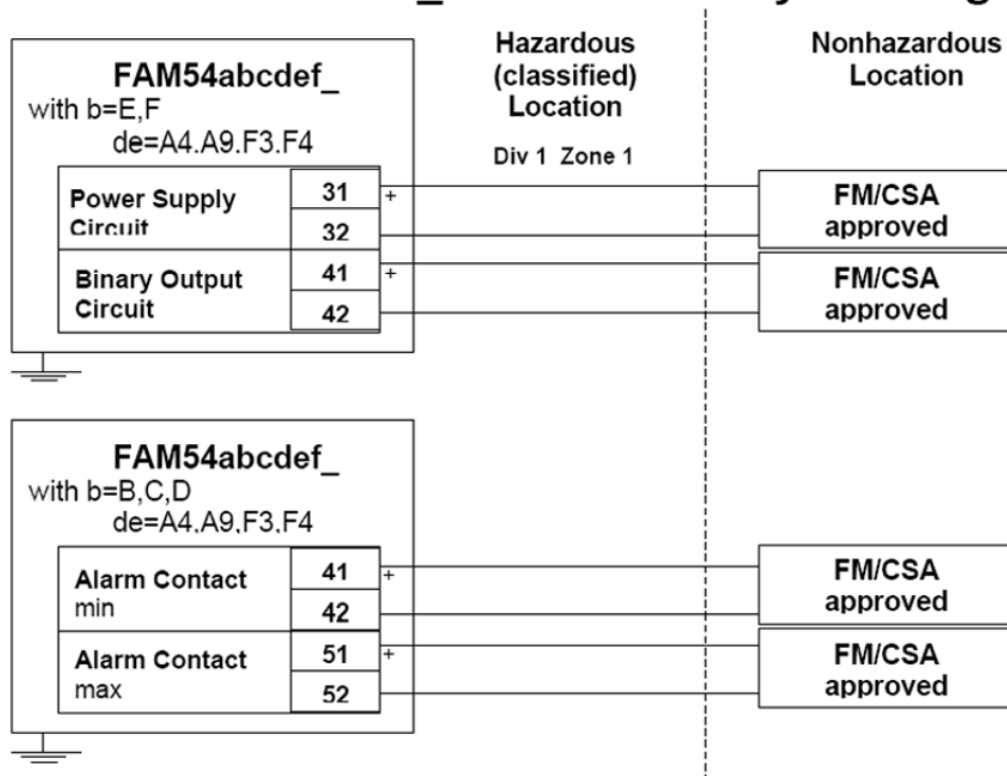 Hazardous
(classified)
Location
Nonhazardous
Location
Div 1 Zone 1
FAM54abcdef_
with b=E,F
de=A4.A9.F3.F4
Power Supply
Circuit
31
+
32
Binary Output
Circuit
41
+
42
FM/CSA
approved
FM/CSA
approved
FAM54abcdef_
with b=B,C,D
de=A4,A9,F3,F4
Alarm Contact
min
41
+
42
Alarm Contact
max
51
+
52
FM/CSA
approved
FM/CSA
approved